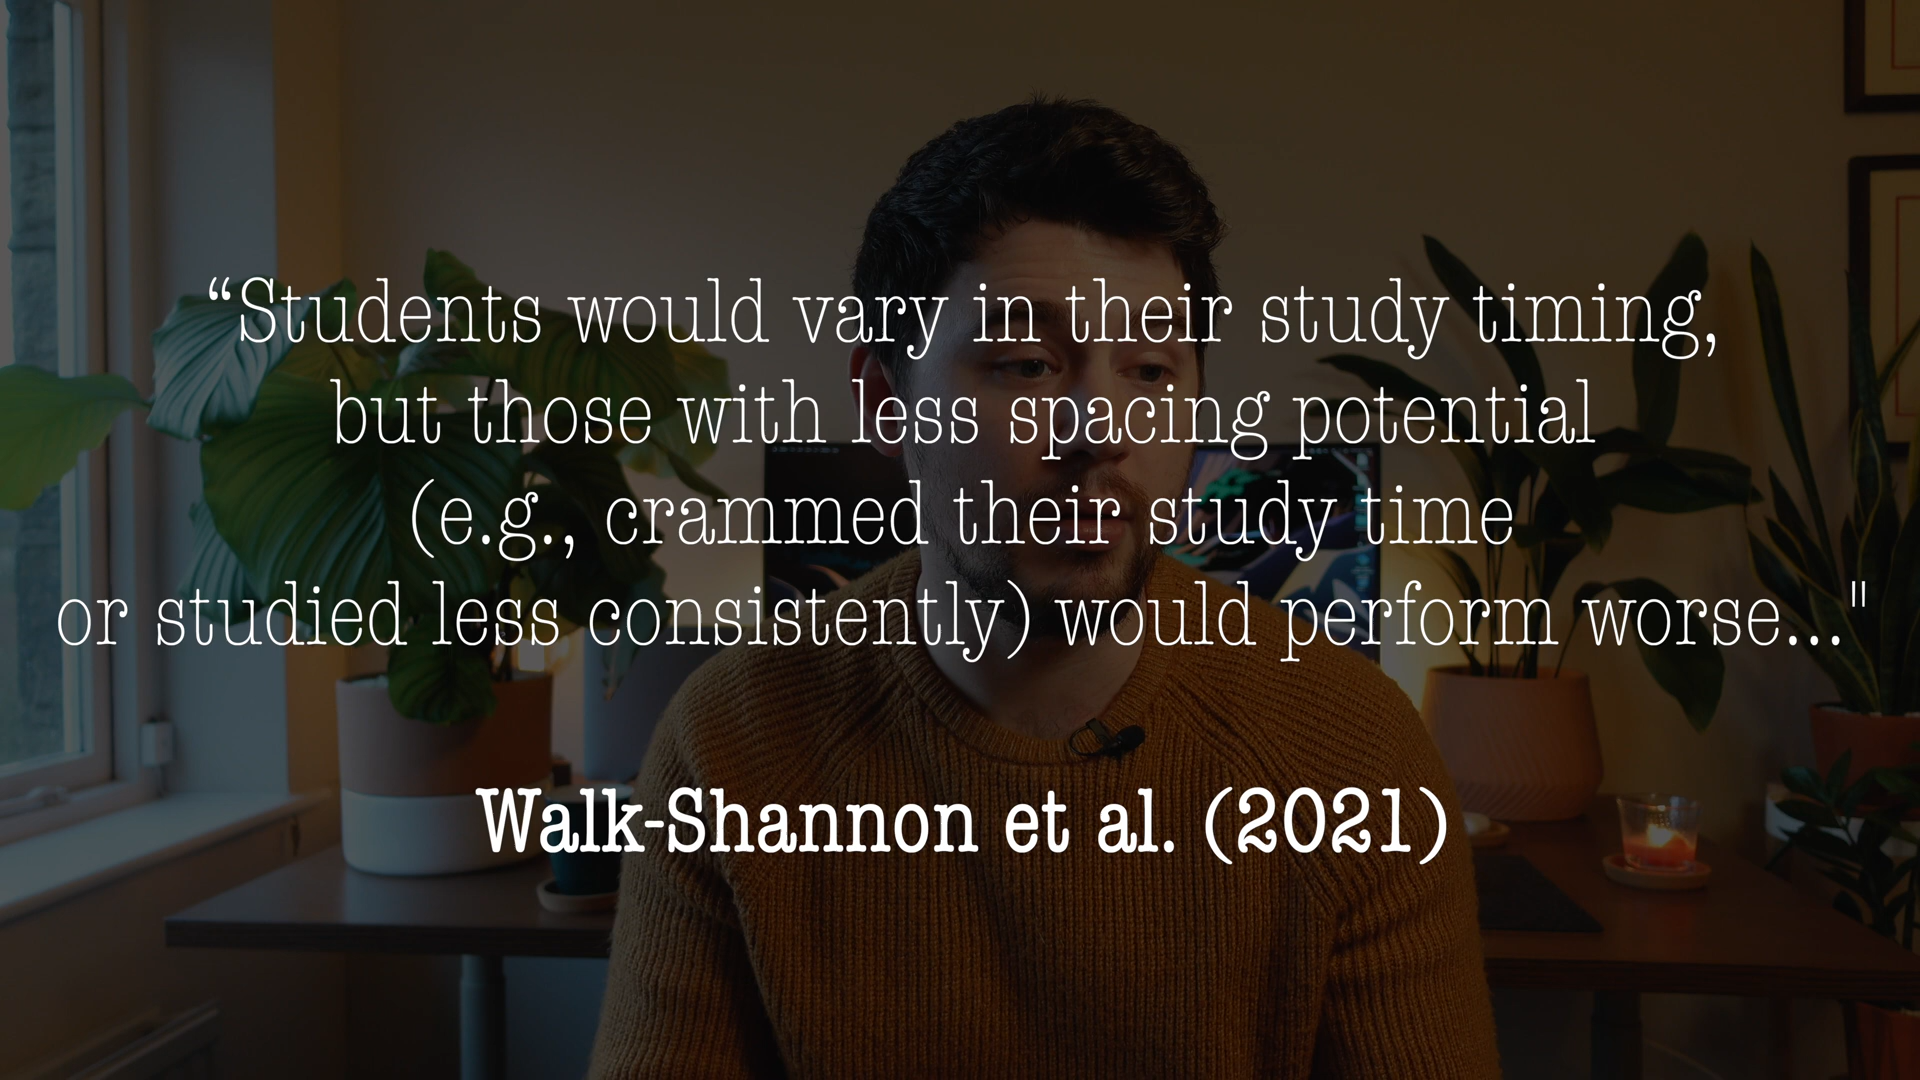 “Students would vary in their study timing,
but those with less spacing potential
(e.g., crammed their study time
or studied less consistently) would perform worse..."
Walk-Shannon et al. (2021)